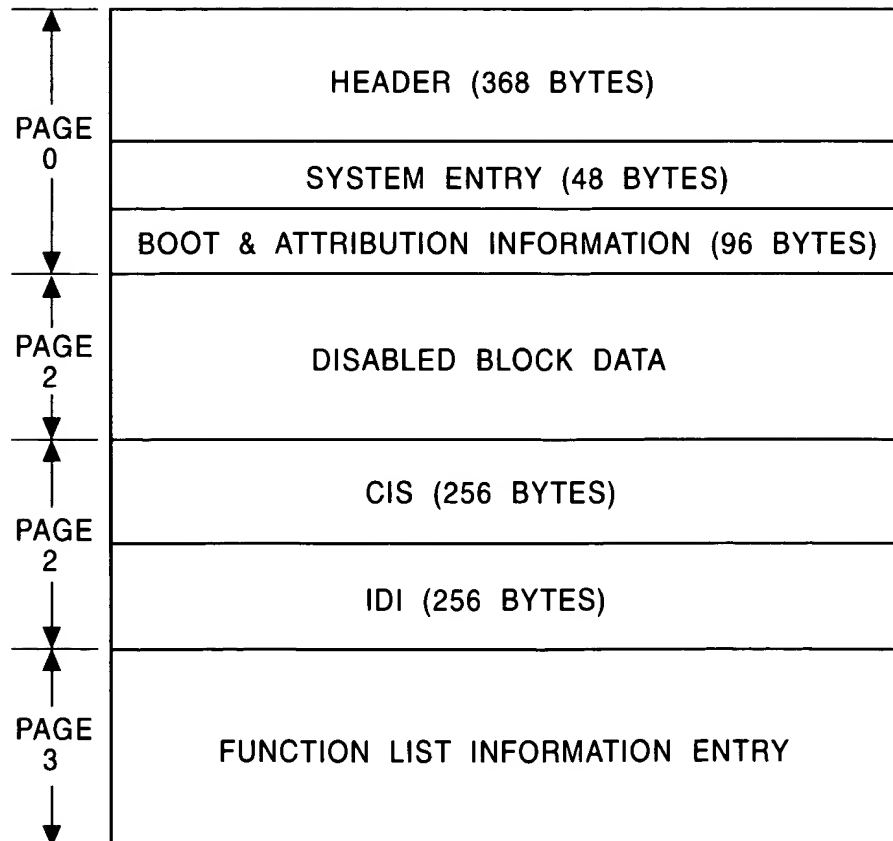 HEADER (368 BYTES)
PAGE
0
SYSTEM ENTRY (48 BYTES)
BOOT & ATTRIBUTION INFORMATION (96 BYTES)
PAGE
2
DISABLED BLOCK DATA
CIS (256 BYTES)
PAGE
2
IDI (256 BYTES)
PAGE
3
FUNCTION LIST INFORMATION ENTRY